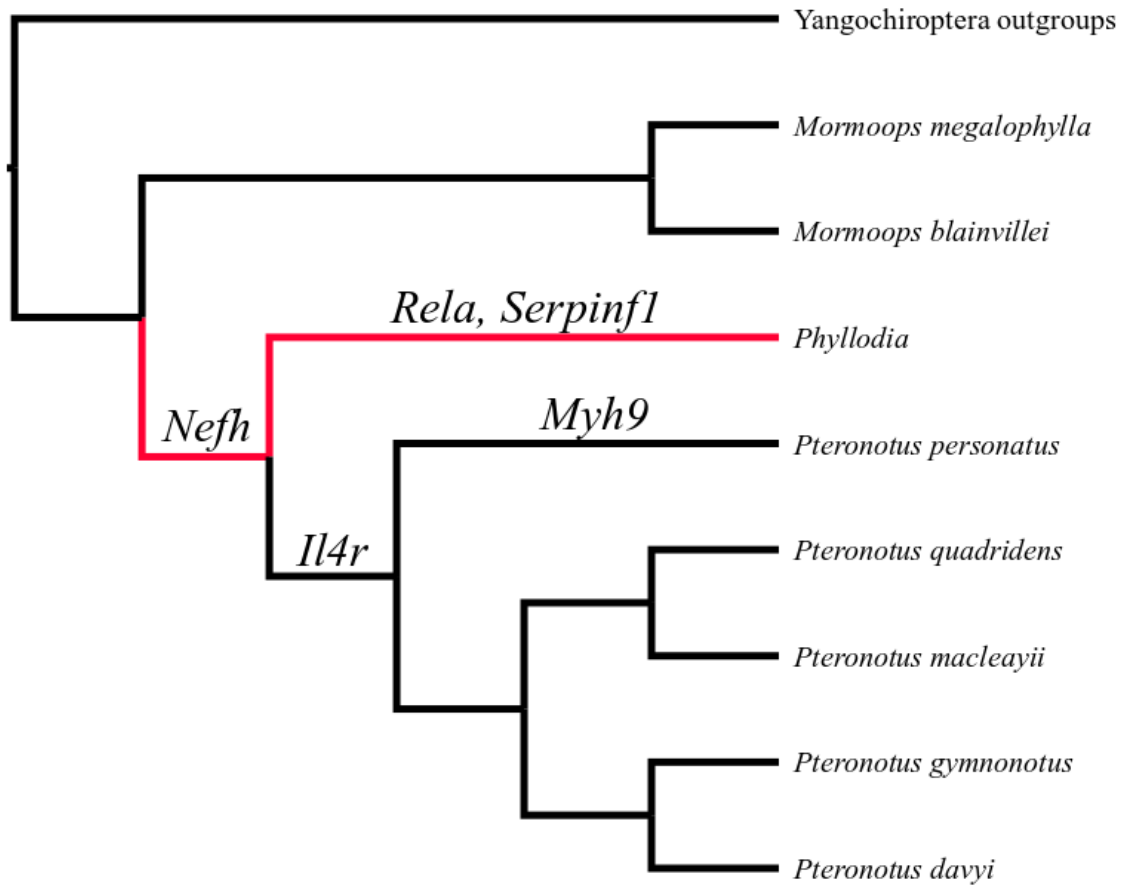 Yangochiroptera outgroups
Mormoops megalophylla
Mormoops blainvillei
Rela, Serpinf1
Phyllodia
Nefh
Myh9
Pteronotus personatus
Il4r
Pteronotus quadridens
Pteronotus macleayii
Pteronotus gymnonotus
Pteronotus davyi